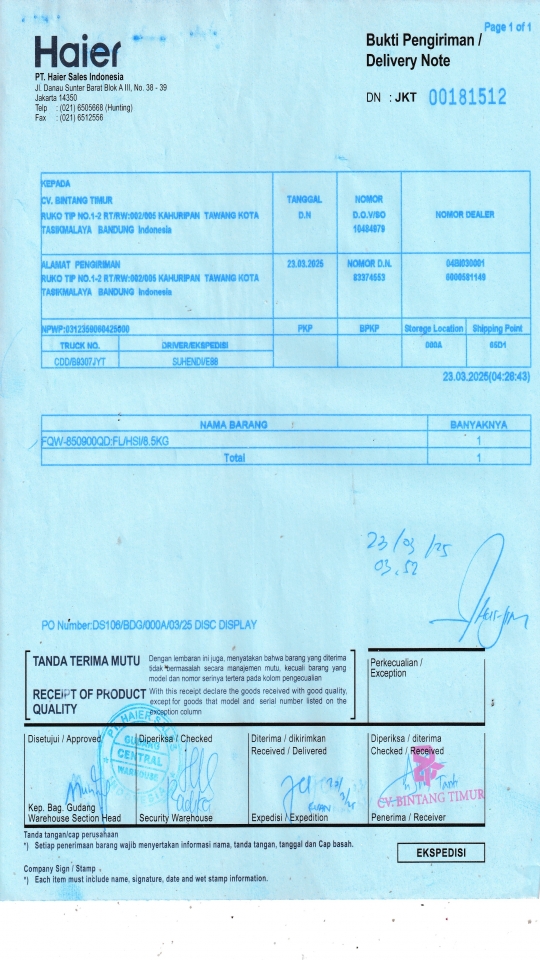 Page 1 of 1
Haier
Bukti Pengiriman /
Delivery Note
PT. Haier Sales Indonesia
Jl. Danau Sunter Barat Blok A III, No. 38 - 39
Jakarta 14350
Telp : (021) 6505668 (Hunting)
Fax : (021) 6512556
DN : JKT 00181512
KEPADA
CV. BINTANG TIMUR
RUKO TIP NO.1-2 RT/RW:002/005 KAHURIPAN TAWANG KOTA
TASIKMALAYA BANDUNG Indonesia
TANGGAL
D.N
NOMOR
D.O.V/SO
10484979
NOMOR DEALER
ALAMAT PENGIRIMAN
RUKO TIP NO.1-2 RT/RW:002/005 KAHURIPAN TAWANG KOTA
TASIKMALAYA BANDUNG Indonesia
23.03.2025
NOMOR D.N.
83374553
04BI030001
0000581149
NPWP:0312359060425000
PKP
BPKP
Storege Location
Shipping Point
TRUCK NO.
DRIVER/EKSPEDISI
000A
65D1
CDD/B9307JYT
SUHENDI/E98
23.03.2025(04:26:43)
NAMA BARANG
BANYAKNYA
FQW-850900QD:FL/HSI/8.5KG
1
Total
1
23/03/25
03.52
PO Number:DS106/BDG/000A/03/25 DISC DISPLAY
TANDA TERIMA MUTU
Dengan lembaran ini juga, menyatakan bahwa barang yang diterima
tidak bermasalah secara manajemen mutu, kecuali barang yang
model dan nomor serinya tertera pada kolom pengecualian
RECEIPT OF PRODUCT
QUALITY
With this receipt declare the goods received with good quality,
except for goods that model and serial number listed on the
exception column
Perkecualian /
Exception
Disetujui / Approved
Diperiksa / Checked
Diterima / dikirimkan
Received / Delivered
Diperiksa / diterima
Checked / Received
GUDANG
CENTRAL
WAREHOUSE
CV. BINTANG TIMUR
Kep. Bag. Gudang
Warehouse Section Head
Security Warehouse
Expedisi / Expedition
Penerima / Receiver
Tanda tangan/cap perusahaan
*) Setiap penerimaan barang wajib menyertakan informasi nama, tanda tangan, tanggal dan Cap basah.
EKSPEDISI
Company Sign / Stamp
*) Each item must include name, signature, date and wet stamp information.